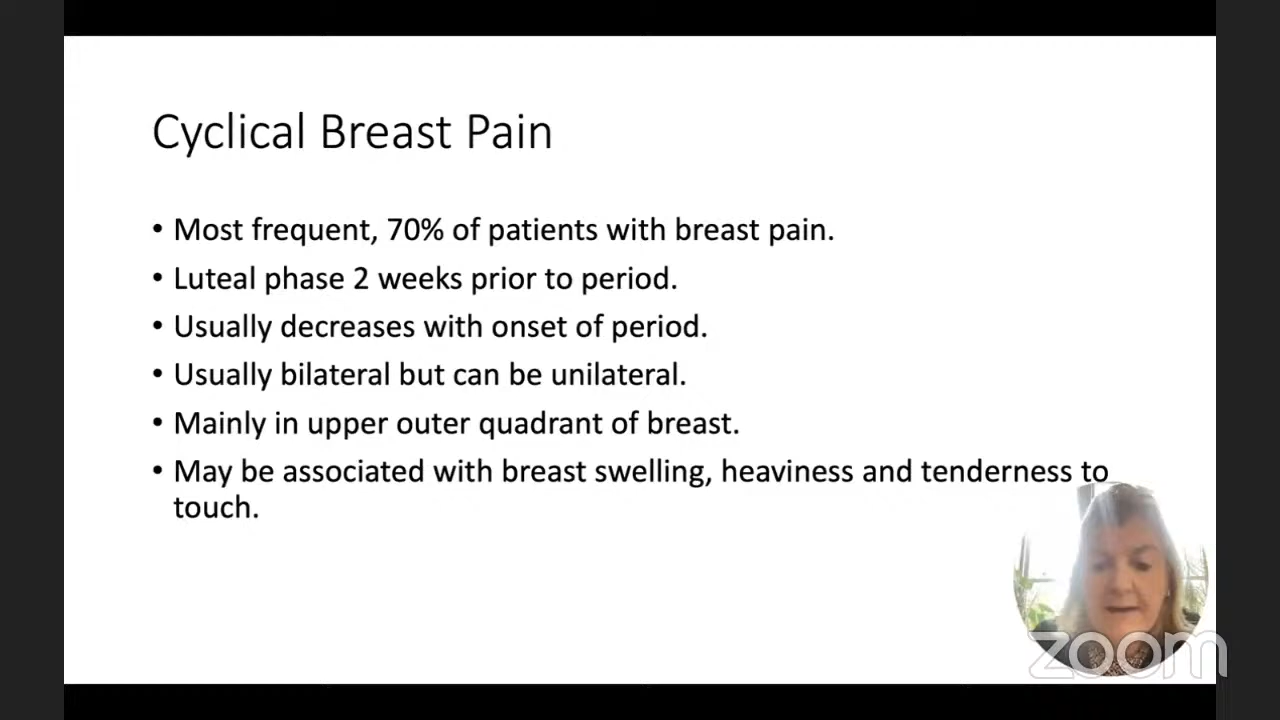 Cyclical Breast Pain
• Most frequent, 70% of patients with breast pain.
• Luteal phase 2 weeks prior to period.
• Usually decreases with onset of period.
• Usually bilateral but can be unilateral.
• Mainly in upper outer quadrant of breast.
• May be associated with breast swelling, heaviness and tenderness to
touch.
zoom